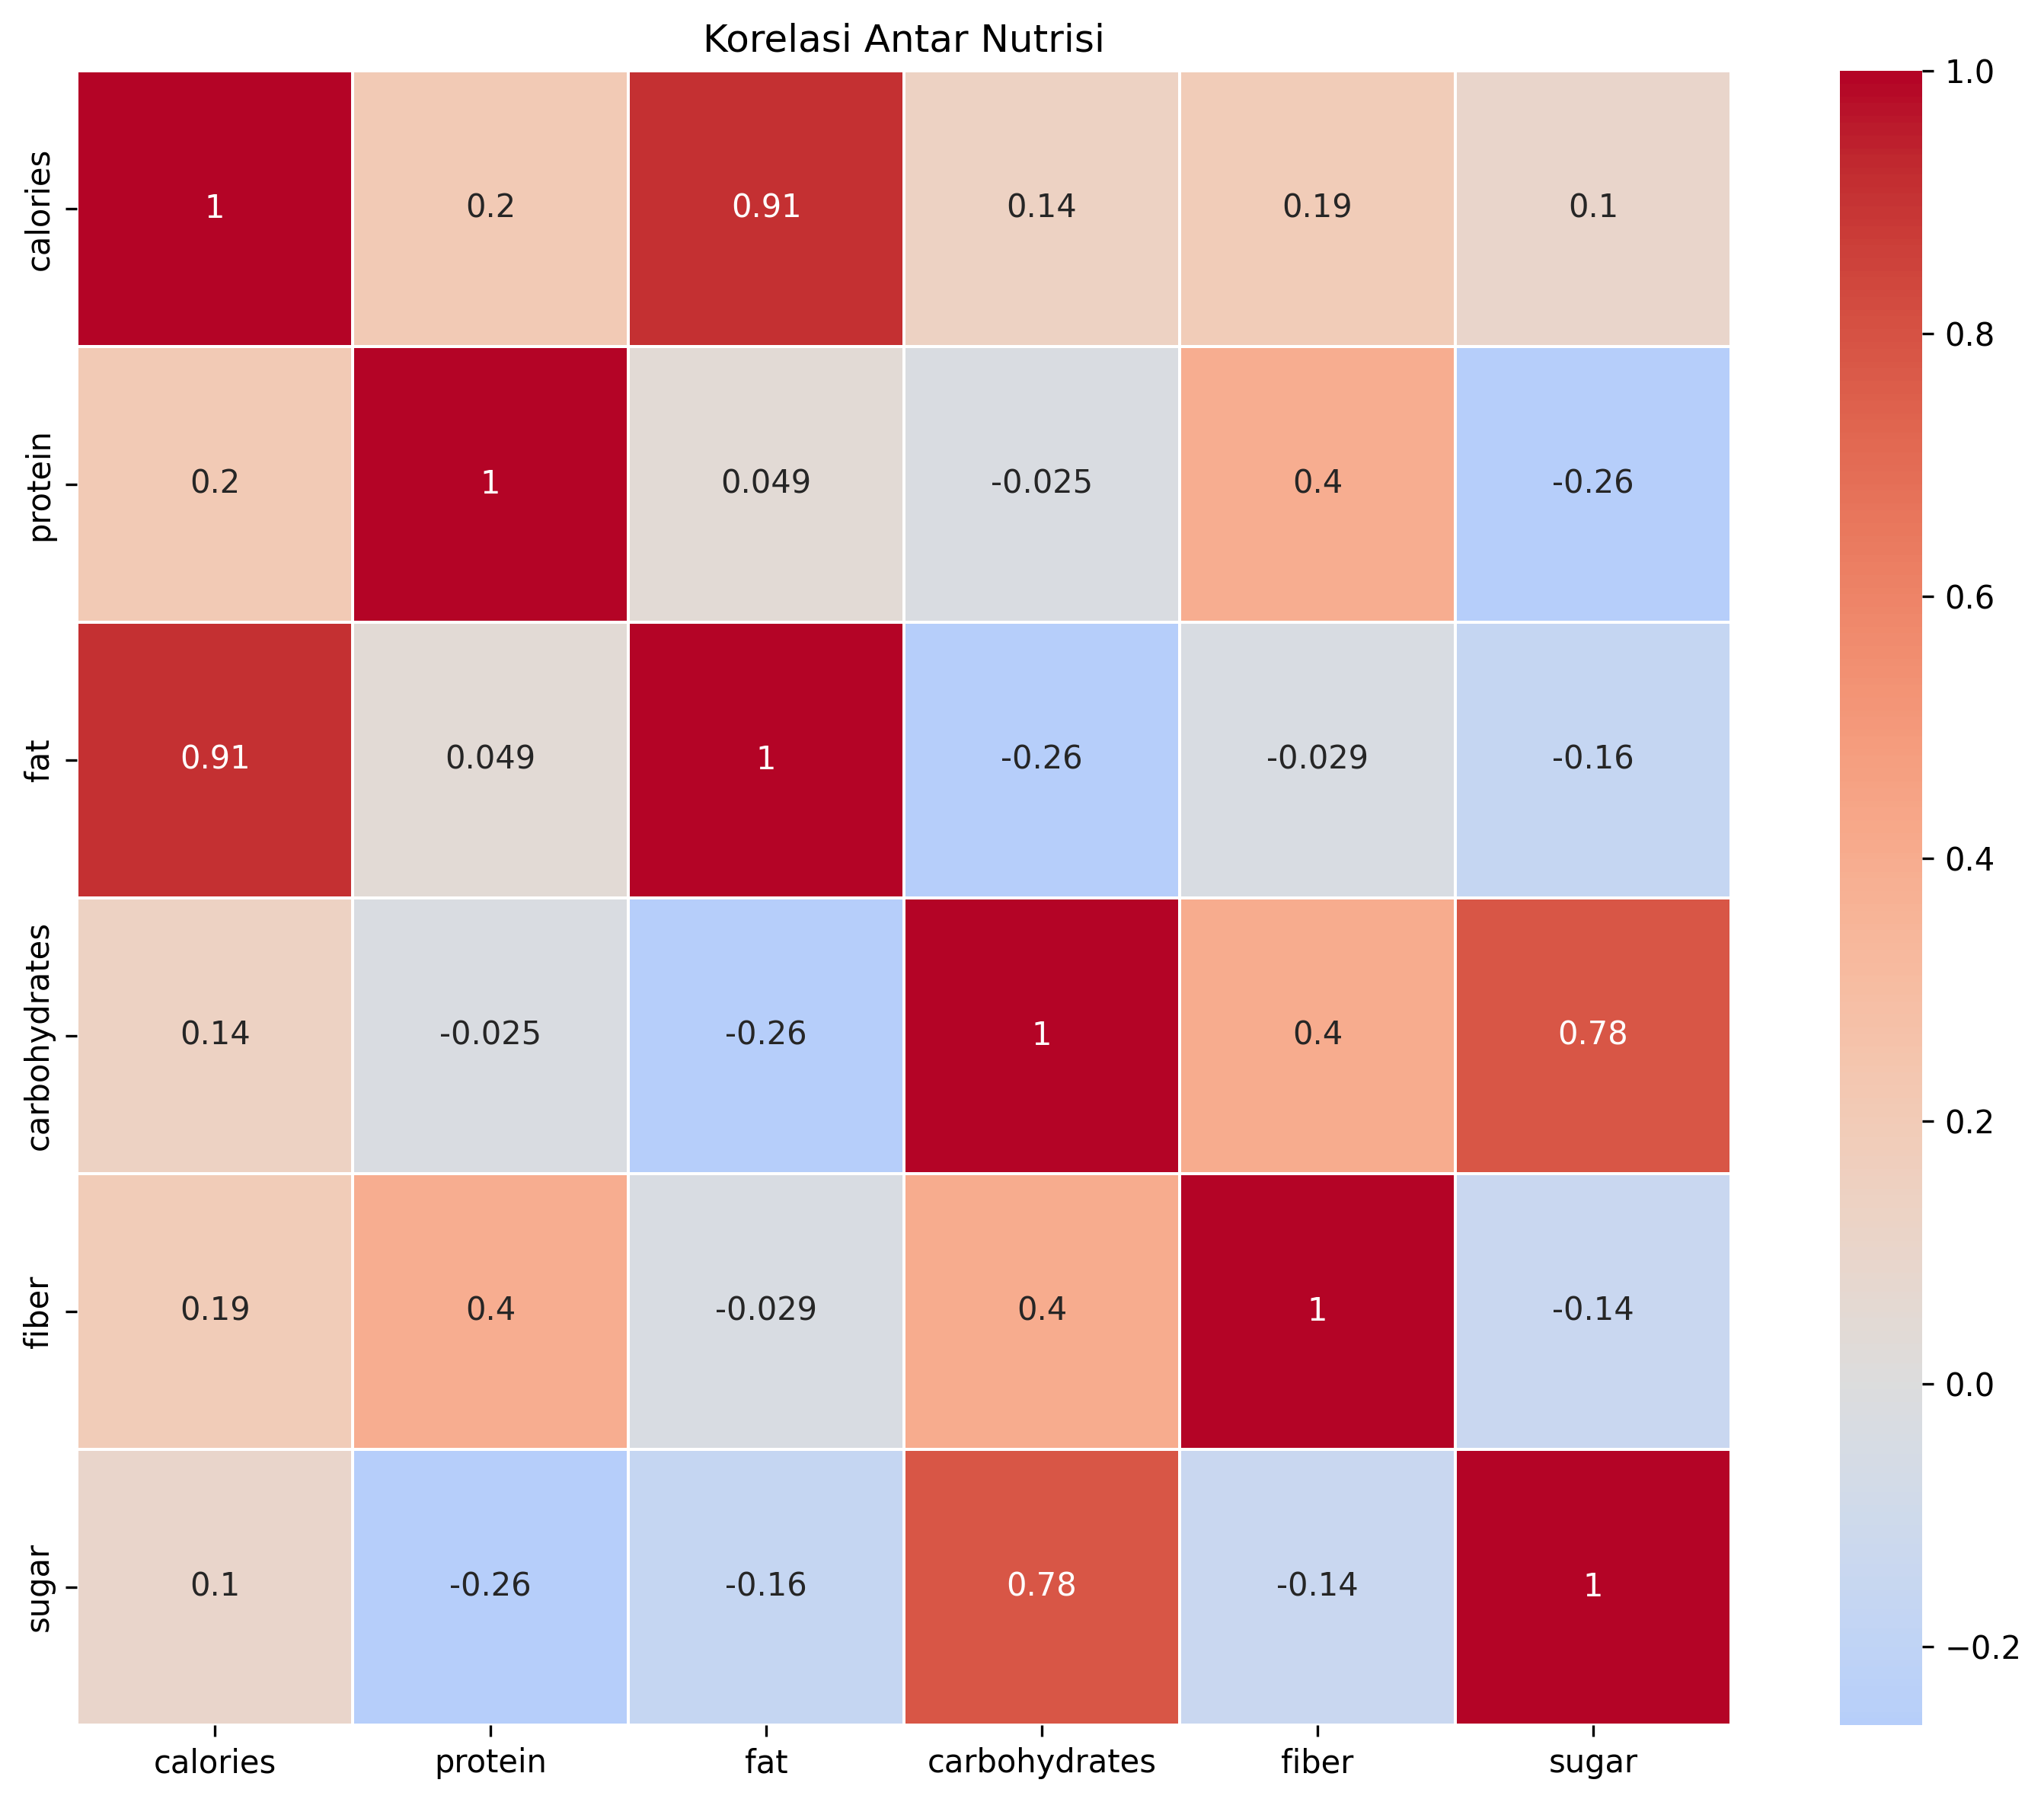 Korelasi Antar Nutrisi
calories
1 0.2 0.91 0.14 0.19 0.1
protein
0.2 1 0.049 -0.025 0.4 -0.26
fat
0.91 0.049 1 -0.26 -0.029 -0.16
carbohydrates
0.14 -0.025 -0.26 1 0.4 0.78
fiber
0.19 0.4 -0.029 0.4 1 -0.14
sugar
0.1 -0.26 -0.16 0.78 -0.14 1
calories protein fat carbohydrates fiber sugar
1.0
0.8
0.6
0.4
0.2
0.0
−0.2